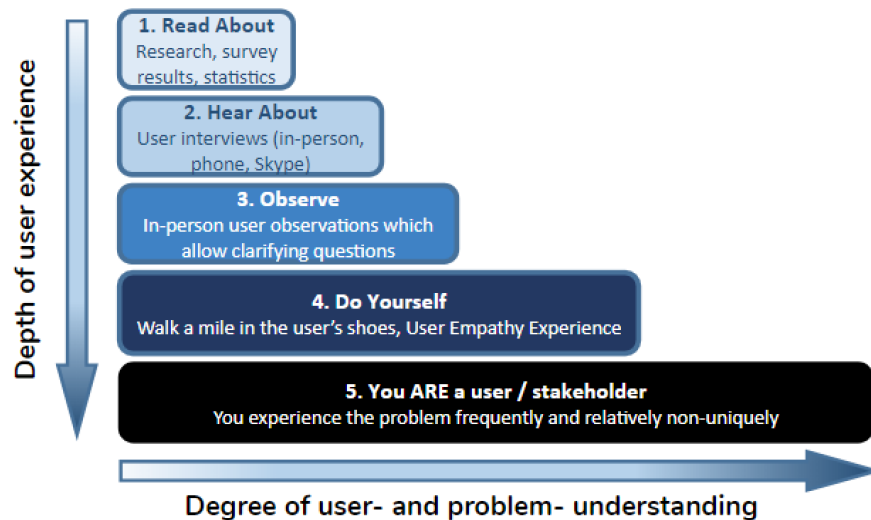 1. Read About
Research, survey
results, statistics
2. Hear About
User interviews (in-person,
phone, Skype)
3. Observe
In-person user observations which
allow clarifying questions
4. Do Yourself
Walk a mile in the user's shoes, User Empathy Experience
5. You ARE a user / stakeholder
You experience the problem frequently and relatively non-uniquely
Depth of user experience
Degree of user- and problem- understanding